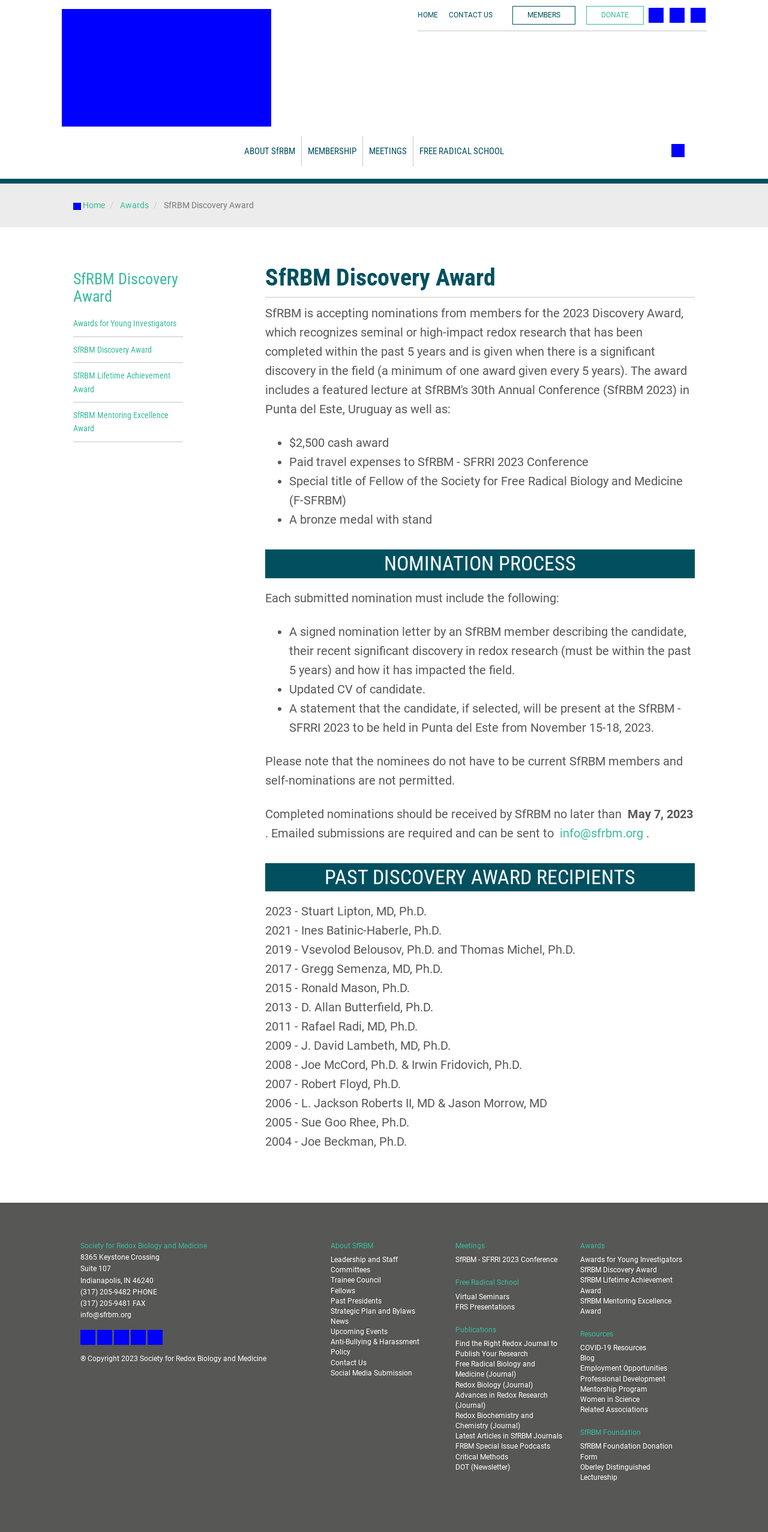 HOME CONTACT US MEMBERS DONATE
ABOUT SfRBM MEMBERSHIP MEETINGS FREE RADICAL SCHOOL
Home / Awards / SfRBM Discovery Award
SfRBM Discovery
Award
Awards for Young Investigators
SfRBM Discovery Award
SfRBM Lifetime Achievement
Award
SfRBM Mentoring Excellence
Award
SfRBM Discovery Award
SfRBM is accepting nominations from members for the 2023 Discovery Award,
which recognizes seminal or high-impact redox research that has been
completed within the past 5 years and is given when there is a significant
discovery in the field (a minimum of one award given every 5 years). The award
includes a featured lecture at SfRBM's 30th Annual Conference (SfRBM 2023) in
Punta del Este, Uruguay as well as:
• $2,500 cash award
• Paid travel expenses to SfRBM - SFRRI 2023 Conference
• Special title of Fellow of the Society for Free Radical Biology and Medicine
(F-SFRBM)
• A bronze medal with stand
NOMINATION PROCESS
Each submitted nomination must include the following:
• A signed nomination letter by an SfRBM member describing the candidate,
their recent significant discovery in redox research (must be within the past
5 years) and how it has impacted the field.
• Updated CV of candidate.
• A statement that the candidate, if selected, will be present at the SfRBM -
SFRRI 2023 to be held in Punta del Este from November 15-18, 2023.
Please note that the nominees do not have to be current SfRBM members and
self-nominations are not permitted.
Completed nominations should be received by SfRBM no later than May 7, 2023
. Emailed submissions are required and can be sent to info@sfrbm.org .
PAST DISCOVERY AWARD RECIPIENTS
2023 - Stuart Lipton, MD, Ph.D.
2021 - Ines Batinic-Haberle, Ph.D.
2019 - Vsevolod Belousov, Ph.D. and Thomas Michel, Ph.D.
2017 - Gregg Semenza, MD, Ph.D.
2015 - Ronald Mason, Ph.D.
2013 - D. Allan Butterfield, Ph.D.
2011 - Rafael Radi, MD, Ph.D.
2009 - J. David Lambeth, MD, Ph.D.
2008 - Joe McCord, Ph.D. & Irwin Fridovich, Ph.D.
2007 - Robert Floyd, Ph.D.
2006 - L. Jackson Roberts II, MD & Jason Morrow, MD
2005 - Sue Goo Rhee, Ph.D.
2004 - Joe Beckman, Ph.D.
Society for Redox Biology and Medicine
8365 Keystone Crossing
Suite 107
Indianapolis, IN 46240
(317) 205-9482 PHONE
(317) 205-9481 FAX
info@sfrbm.org
® Copyright 2023 Society for Redox Biology and Medicine
About SfRBM
Leadership and Staff
Committees
Trainee Council
Fellows
Past Presidents
Strategic Plan and Bylaws
News
Upcoming Events
Anti-Bullying & Harassment
Policy
Contact Us
Social Media Submission
Meetings
SfRBM - SFRRI 2023 Conference
Free Radical School
Virtual Seminars
FRS Presentations
Publications
Find the Right Redox Journal to
Publish Your Research
Free Radical Biology and
Medicine (Journal)
Redox Biology (Journal)
Advances in Redox Research
(Journal)
Redox Biochemistry and
Chemistry (Journal)
Latest Articles in SfRBM Journals
FRBM Special Issue Podcasts
Critical Methods
DOT (Newsletter)
Awards
Awards for Young Investigators
SfRBM Discovery Award
SfRBM Lifetime Achievement
Award
SfRBM Mentoring Excellence
Award
Resources
COVID-19 Resources
Blog
Employment Opportunities
Professional Development
Mentorship Program
Women in Science
Related Associations
SfRBM Foundation
SfRBM Foundation Donation
Form
Oberley Distinguished
Lectureship